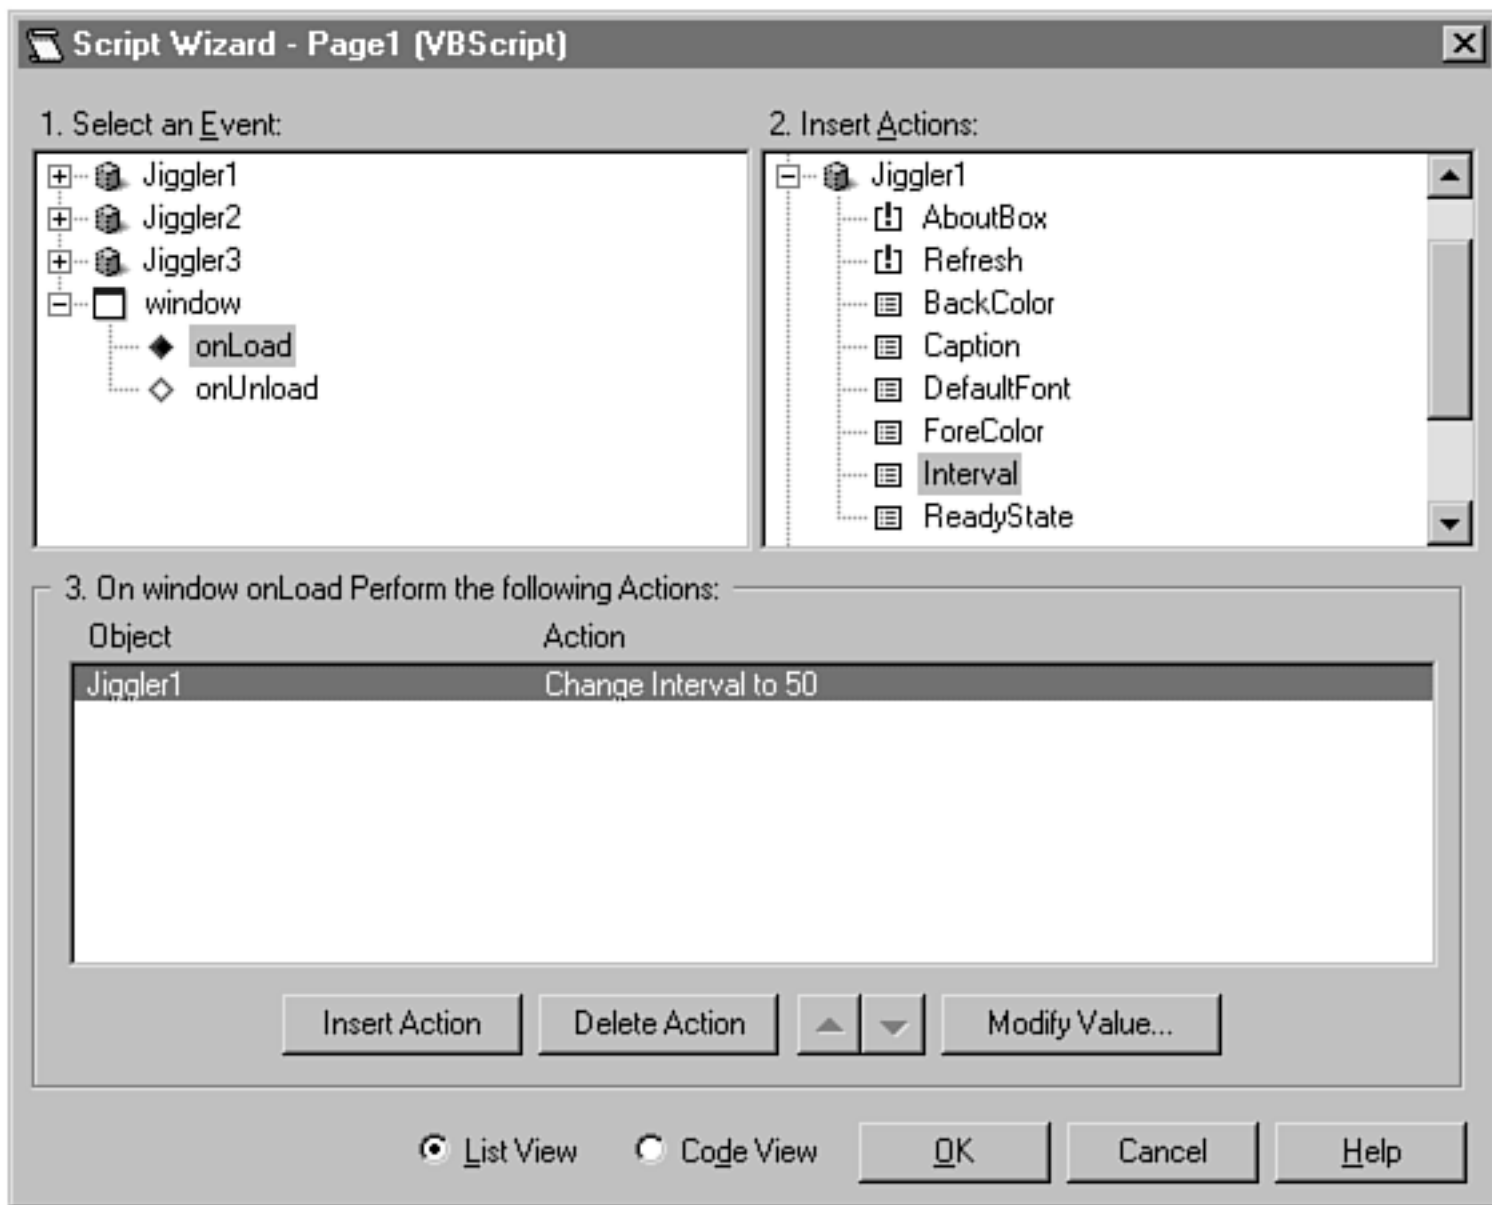 Script Wizard - Page1 (VBScript)
1. Select an Event:
Jiggler1
Jiggler2
Jiggler3
window
onLoad
onUnload
2. Insert Actions:
Jiggler1
AboutBox
Refresh
BackColor
Caption
DefaultFont
ForeColor
Interval
ReadyState
3. On window onLoad Perform the following Actions:
Object Action
Jiggler1 Change Interval to 50
Insert Action Delete Action Modify Value...
List View Code View OK Cancel Help